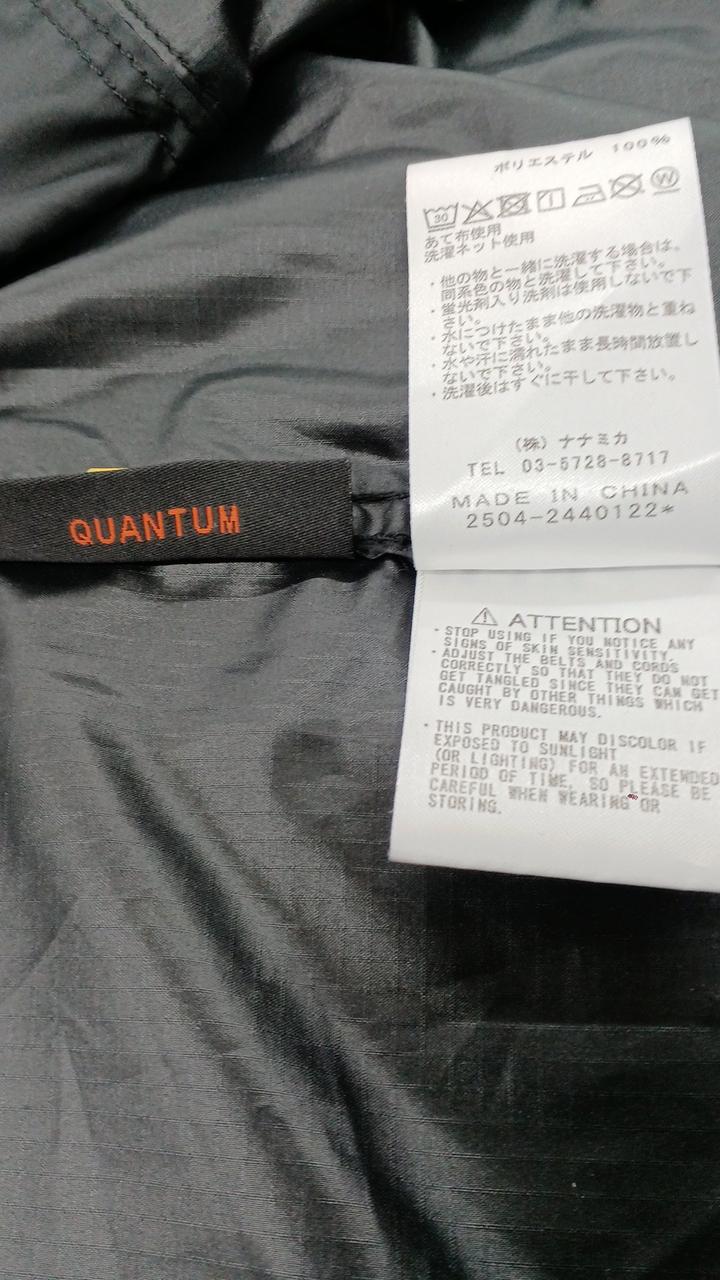 ポリエステル 100%
30
W
あて布使用
洗濯ネット使用
・他の物と一緒に洗濯する場合は、
同系色の物と洗濯して下さい。
・蛍光剤入り洗剤は使用しないで下
さい。
・水につけたまま他の洗濯物と重ね
ないで下さい。
・水や汗に濡れたまま長時間放置し
ないで下さい。
・洗濯後はすぐに干して下さい。
(株) ナナミカ
TEL 03-5728-8717
MADE IN CHINA
2504-2440122*
QUANTUM
⚠ ATTENTION
・STOP USING IF YOU NOTICE ANY
SIGNS OF SKIN SENSITIVITY.
・ADJUST THE BELTS AND CORDS
CORRECTLY SO THAT THEY DO NOT
GET TANGLED SINCE THEY CAN GET
CAUGHT BY OTHER THINGS WHICH
IS VERY DANGEROUS.
・THIS PRODUCT MAY DISCOLOR IF
EXPOSED TO SUNLIGHT
(OR LIGHTING) FOR AN EXTENDED
PERIOD OF TIME, SO PLEASE BE
CAREFUL WHEN WEARING OR
STORING.